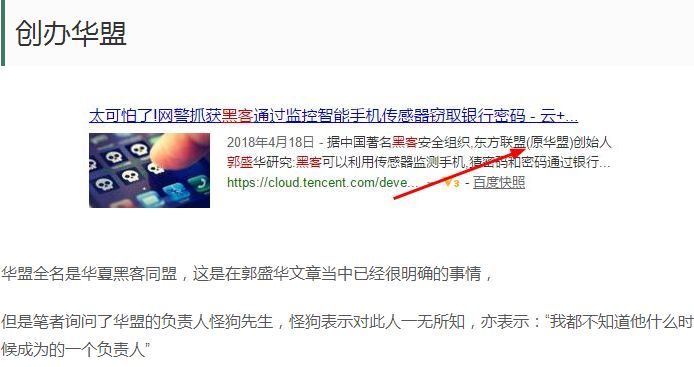 创办华盟
太可怕了!网警抓获黑客通过监控智能手机传感器窃取银行密码 - 云+...
2018年4月18日 - 据中国著名黑客安全组织,东方联盟(原华盟)创始人
郭盛华研究:黑客可以利用传感器监测手机,猜密码和密码通过银行...
https://cloud.tencent.com/deve... - ▼3 - 百度快照
华盟全名是华夏黑客同盟，这是在郭盛华文章当中已经很明确的事情，
但是笔者询问了华盟的负责人怪狗先生，怪狗表示对此人一无所知，亦表示：“我都不知道他什么时
候成为的一个负责人”